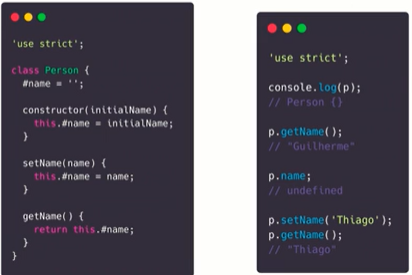 'use strict';
class Person {
#name = '';
constructor(initialName) {
this.#name = initialName;
}
setName(name) {
this.#name = name;
}
getName() {
return this.#name;
}
}
'use strict';
console.log(p);
// Person {}
p.getName();
// "Guilherme"
p.name;
// undefined
p.setName('Thiago');
p.getName();
// "Thiago"